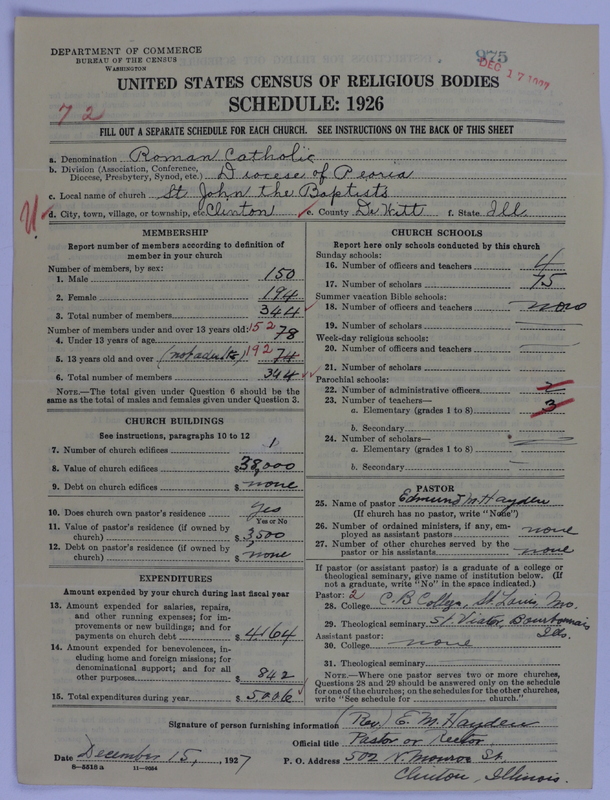 DEPARTMENT OF COMMERCE
BUREAU OF THE CENSUS
WASHINGTON
975
DEC 17 1927
UNITED STATES CENSUS OF RELIGIOUS BODIES
SCHEDULE: 1926
72
FILL OUT A SEPARATE SCHEDULE FOR EACH CHURCH. SEE INSTRUCTIONS ON THE BACK OF THIS SHEET
a. Denomination Roman Catholic
b. Division (Association, Conference, Diocese, Presbytery, Synod, etc.) Diocese of Peoria
c. Local name of church St John the Baptists
d. City, town, village, or township, etc. Clinton e. County De Witt f. State Ill
MEMBERSHIP
Report number of members according to definition of
member in your church
Number of members, by sex:
1. Male 150
2. Female 194
3. Total number of members 344
Number of members under and over 13 years old:
4. Under 13 years of age 152 78
5. 13 years old and over (not adults) 192 74
6. Total number of members 344
NOTE.—The total given under Question 6 should be the
same as the total of males and females given under Question 3.
CHURCH BUILDINGS
See instructions, paragraphs 10 to 12
7. Number of church edifices 1
8. Value of church edifices $38,000
9. Debt on church edifices $ none
10. Does church own pastor's residence yes
Yes or No
11. Value of pastor's residence (if owned by
church) $3500
12. Debt on pastor's residence (if owned by
church) $ none
EXPENDITURES
Amount expended by your church during last fiscal year
13. Amount expended for salaries, repairs,
and other running expenses; for im-
provements or new buildings; and for
payments on church debt $ 4164
14. Amount expended for benevolences, in-
cluding home and foreign missions; for
denominational support; and for all
other purposes $ 842
15. Total expenditures during year $ 5006
CHURCH SCHOOLS
Report here only schools conducted by this church
Sunday schools:
16. Number of officers and teachers 4
17. Number of scholars 75
Summer vacation Bible schools:
18. Number of officers and teachers
19. Number of scholars
Week-day religious schools:
20. Number of officers and teachers
21. Number of scholars
Parochial schools:
22. Number of administrative officers 2
23. Number of teachers—
a. Elementary (grades 1 to 8) 3
b. Secondary
24. Number of scholars—
a. Elementary (grades 1 to 8)
b. Secondary
PASTOR
25. Name of pastor Edmund M. Hayden
(If church has no pastor, write "None")
26. Number of ordained ministers, if any, em-
ployed as assistant pastors none
27. Number of other churches served by the
pastor or his assistants none
If pastor (or assistant pastor) is a graduate of a college or
theological seminary, give name of institution below. (If
not a graduate, write "No" in the space indicated.)
Pastor: 2
28. College C.B. College, St Louis, Mo.
29. Theological seminary St. Viator, Bourbonnais Ills.
Assistant pastor:
30. College none
31. Theological seminary
NOTE.—Where one pastor serves two or more churches,
Questions 28 and 29 should be answered only on the schedule
for one of the churches; on the schedules for the other churches,
write "See schedule for church."
Signature of person furnishing information (Rev.) E. M. Hayden
Official title Pastor or Rector
Date December 15, , 1927 P. O. Address 502 N. Monroe St.
8—5518 a 11—9054 Clinton, Illinois.